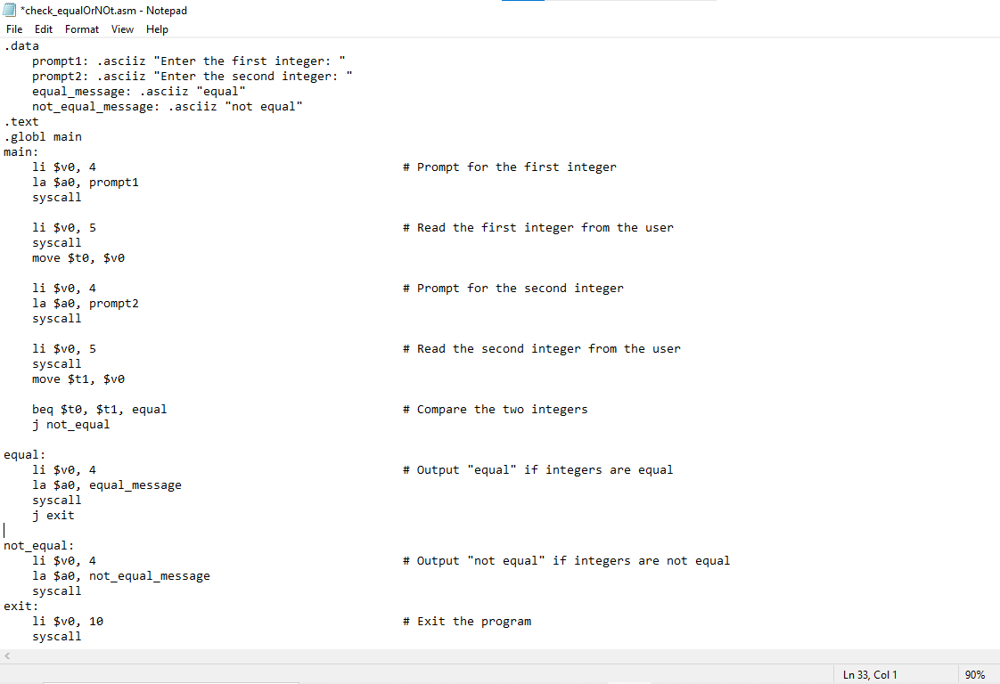 *check_equalOrNOt.asm - Notepad
File Edit Format View Help
.data
    prompt1: .asciiz "Enter the first integer: "
    prompt2: .asciiz "Enter the second integer: "
    equal_message: .asciiz "equal"
    not_equal_message: .asciiz "not equal"
.text
.globl main
main:
    li $v0, 4                                           # Prompt for the first integer
    la $a0, prompt1
    syscall

    li $v0, 5                                           # Read the first integer from the user
    syscall
    move $t0, $v0

    li $v0, 4                                           # Prompt for the second integer
    la $a0, prompt2
    syscall

    li $v0, 5                                           # Read the second integer from the user
    syscall
    move $t1, $v0

    beq $t0, $t1, equal                                 # Compare the two integers
    j not_equal

equal:
    li $v0, 4                                           # Output "equal" if integers are equal
    la $a0, equal_message
    syscall
    j exit

not_equal:
    li $v0, 4                                           # Output "not equal" if integers are not equal
    la $a0, not_equal_message
    syscall
exit:
    li $v0, 10                                          # Exit the program
    syscall
Ln 33, Col 1 90%